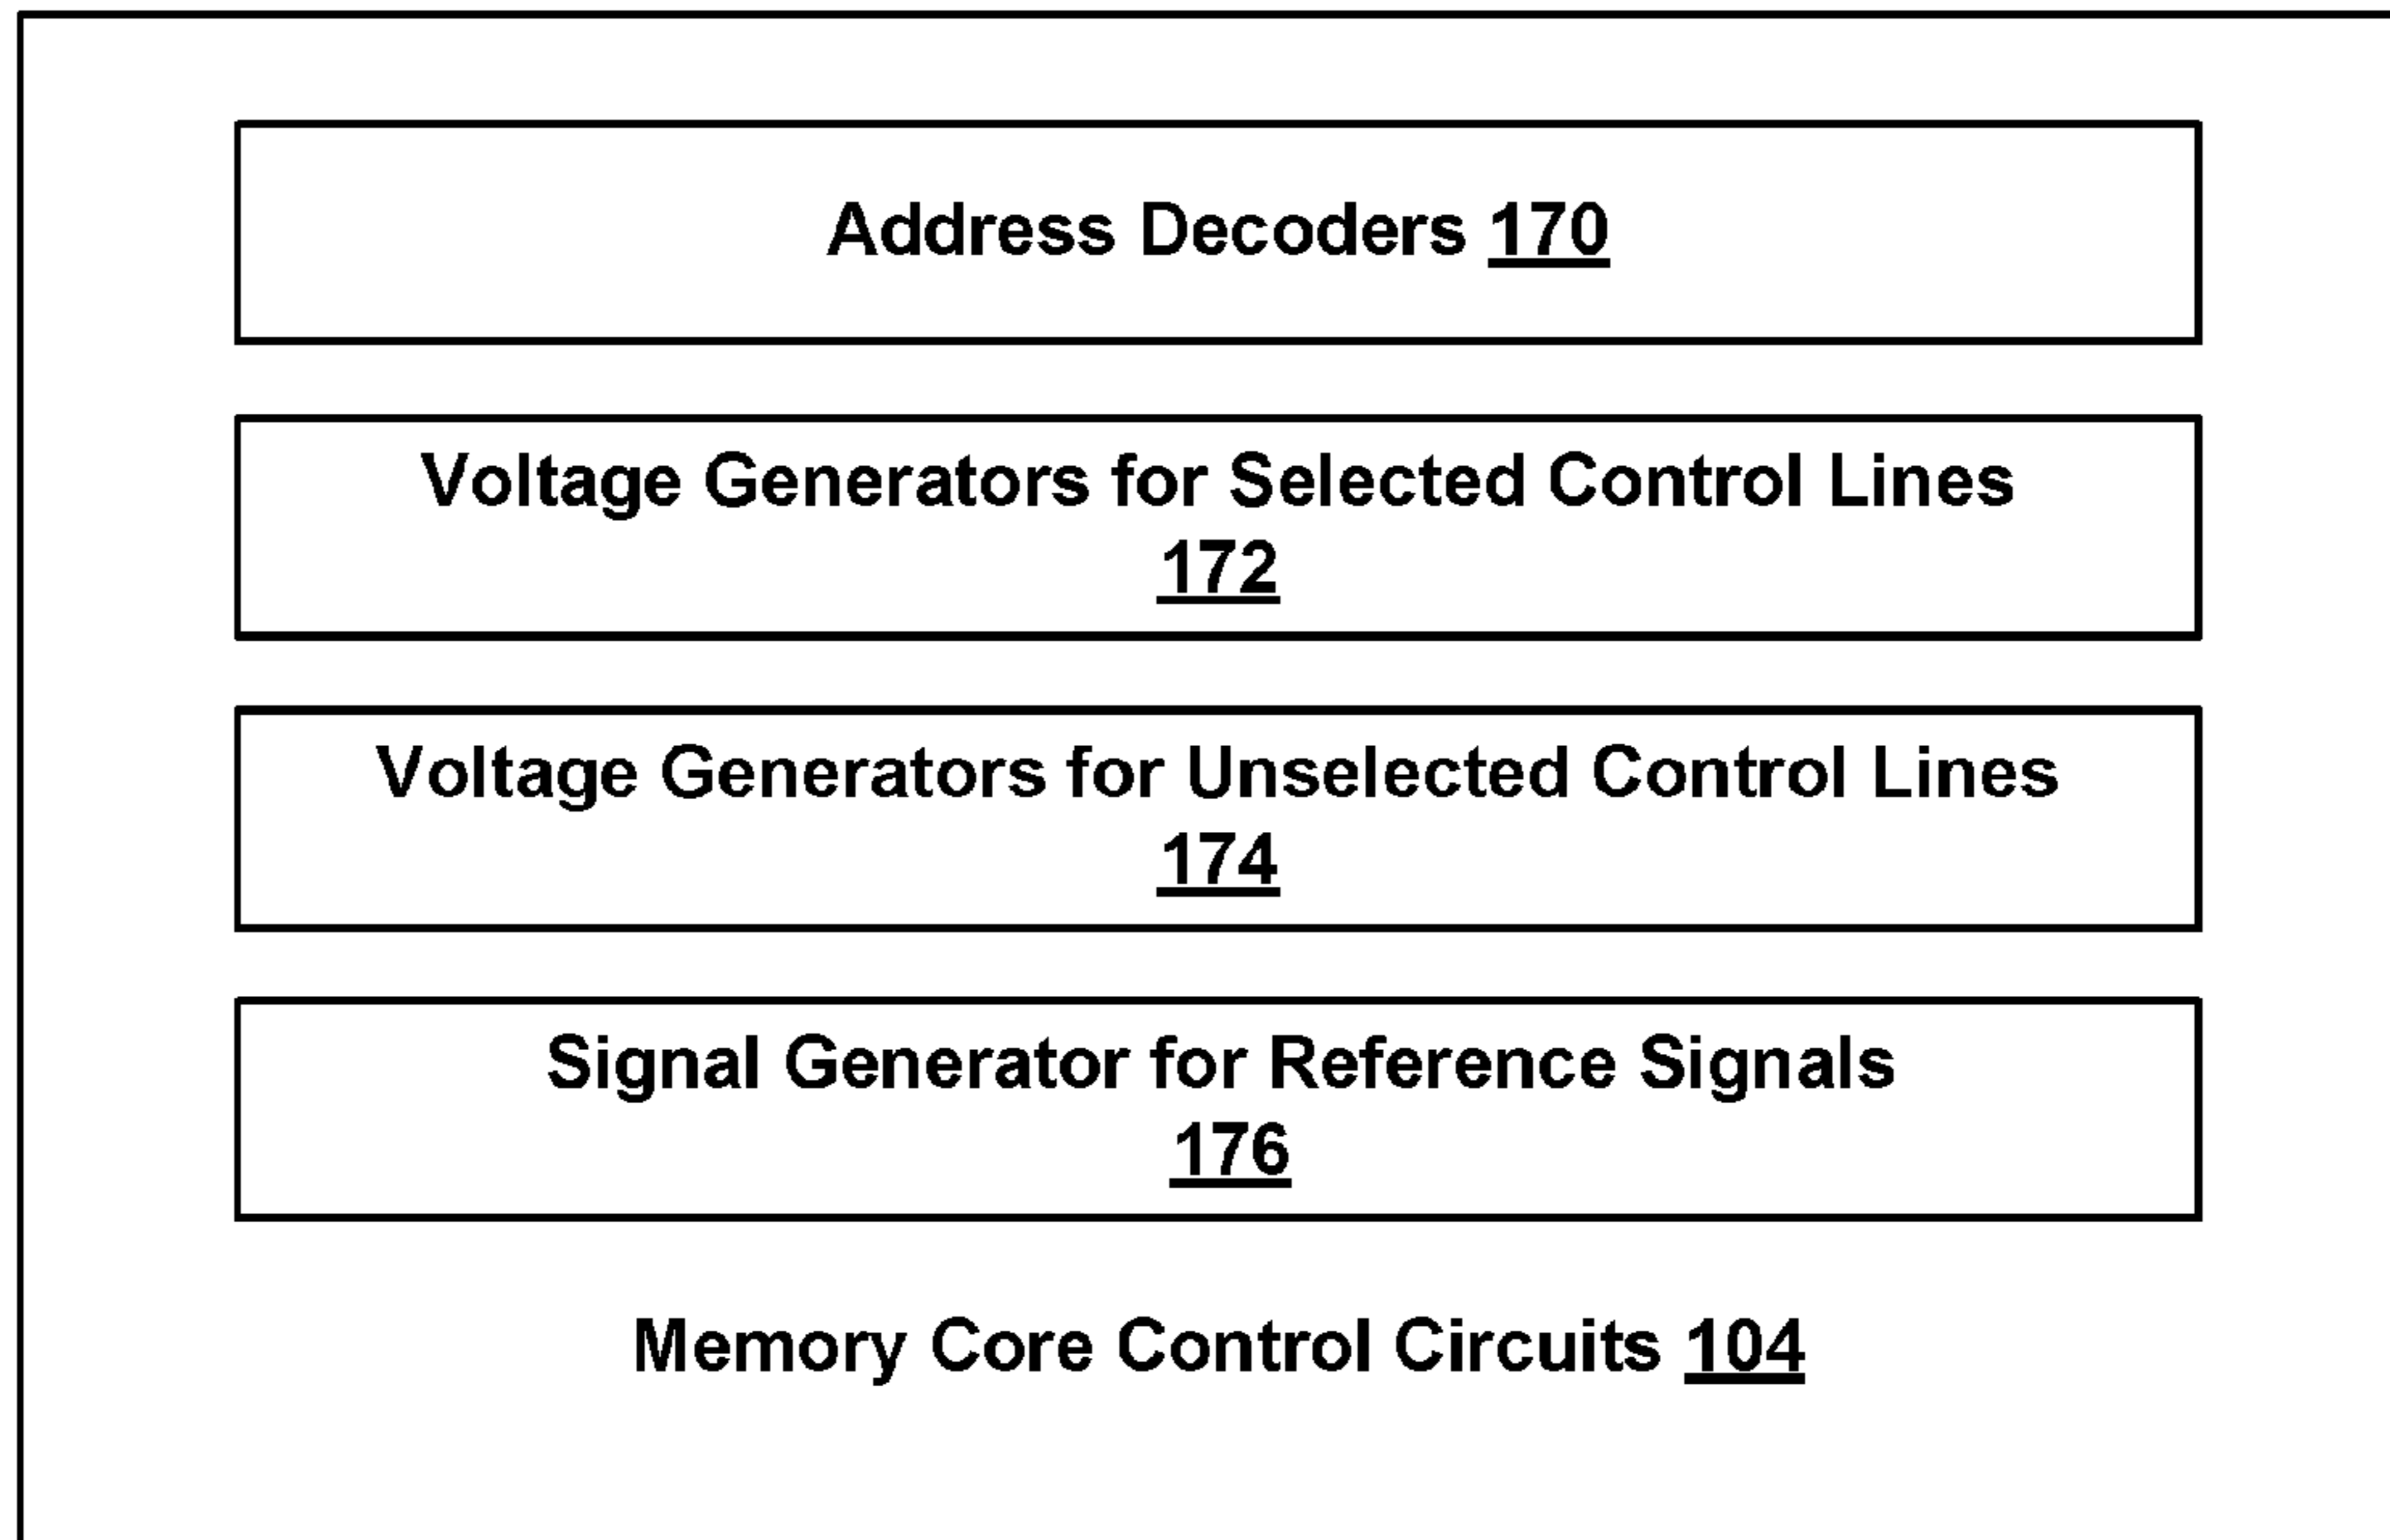 Address Decoders 170
Voltage Generators for Selected Control Lines
172
Voltage Generators for Unselected Control Lines
174
Signal Generator for Reference Signals
176
Memory Core Control Circuits 104